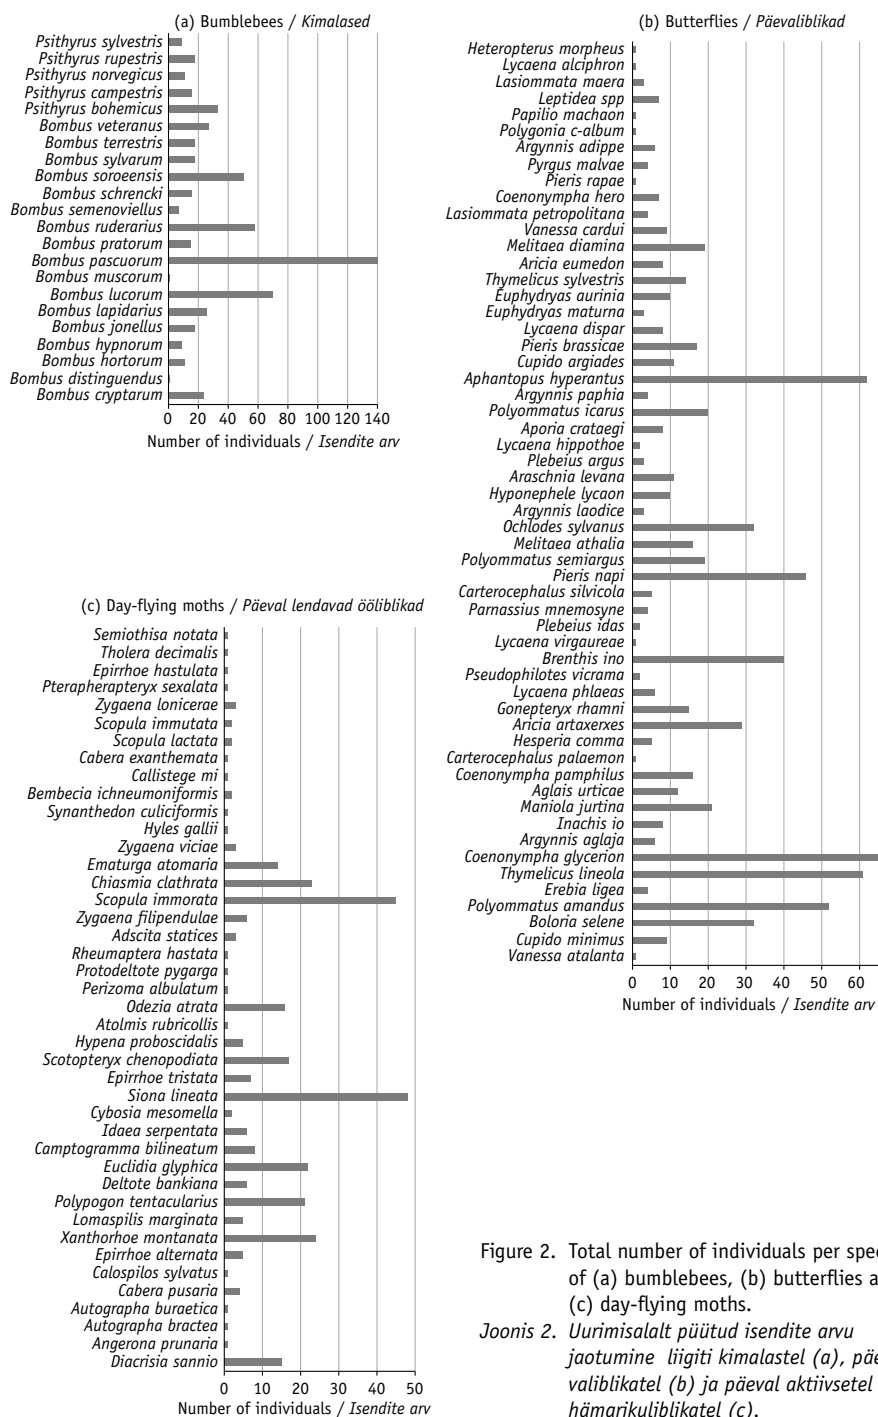 (a) Bumblebees / Kimalased
Psithyrus sylvestris
Psithyrus rupestris
Psithyrus norvegicus
Psithyrus campestris
Psithyrus bohemicus
Bombus veteranus
Bombus terrestris
Bombus sylvarum
Bombus soroeensis
Bombus schrencki
Bombus semenoviellus
Bombus ruderarius
Bombus pratorum
Bombus pascuorum
Bombus muscorum
Bombus lucorum
Bombus lapidarius
Bombus jonellus
Bombus hypnorum
Bombus hortorum
Bombus distinguendus
Bombus cryptarum
0 20 40 60 80 100 120 140
Number of individuals / Isendite arv
(b) Butterflies / Päevaliblikad
Heteropterus morpheus
Lycaena alciphron
Lasiommata maera
Leptidea spp
Papilio machaon
Polygonia c-album
Argynnis adippe
Pyrgus malvae
Pieris rapae
Coenonympha hero
Lasiommata petropolitana
Vanessa cardui
Melitaea diamina
Aricia eumedon
Thymelicus sylvestris
Euphydryas aurinia
Euphydryas maturna
Lycaena dispar
Pieris brassicae
Cupido argiades
Aphantopus hyperantus
Argynnis paphia
Polyommatus icarus
Aporia crataegi
Lycaena hippothoe
Plebeius argus
Araschnia levana
Hyponephele lycaon
Argynnis laodice
Ochlodes sylvanus
Melitaea athalia
Polyommatus semiargus
Pieris napi
Carterocephalus silvicola
Parnassius mnemosyne
Plebeius idas
Lycaena virgaureae
Brenthis ino
Pseudophilotes vicrama
Lycaena phlaeas
Gonepteryx rhamni
Aricia artaxerxes
Hesperia comma
Carterocephalus palaemon
Coenonympha pamphilus
Aglais urticae
Maniola jurtina
Inachis io
Argynnis aglaja
Coenonympha glycerion
Thymelicus lineola
Erebia ligea
Polyommatus amandus
Boloria selene
Cupido minimus
Vanessa atalanta
0 10 20 30 40 50 60
Number of individuals / Isendite arv
(c) Day-flying moths / Päeval lendavad ööliblikad
Semiothisa notata
Tholera decimalis
Epirrhoe hastulata
Pterapherapteryx sexalata
Zygaena lonicerae
Scopula immutata
Scopula lactata
Cabera exanthemata
Callistege mi
Bembecia ichneumoniformis
Synanthedon culiciformis
Hyles gallii
Zygaena viciae
Ematurga atomaria
Chiasmia clathrata
Scopula immorata
Zygaena filipendulae
Adscita statices
Rheumaptera hastata
Protodeltote pygarga
Perizoma albulatum
Odezia atrata
Atolmis rubricollis
Hypena proboscidalis
Scotopteryx chenopodiata
Epirrhoe tristata
Siona lineata
Cybosia mesomella
Idaea serpentata
Camptogramma bilineatum
Euclidia glyphica
Deltote bankiana
Polypogon tentacularius
Lomaspilis marginata
Xanthorhoe montanata
Epirrhoe alternata
Calospilos sylvatus
Cabera pusaria
Autographa buraetica
Autographa bractea
Angerona prunaria
Diacrisia sannio
0 10 20 30 40 50
Number of individuals / Isendite arv
Figure 2. Total number of individuals per spec
of (a) bumblebees, (b) butterflies a
(c) day-flying moths.
Joonis 2. Uurimisalalt püütud isendite arvu
jaotumine liigiti kimalastel (a), päe
valiblikatel (b) ja päeval aktiivsetel
hämarikuliblikatel (c).